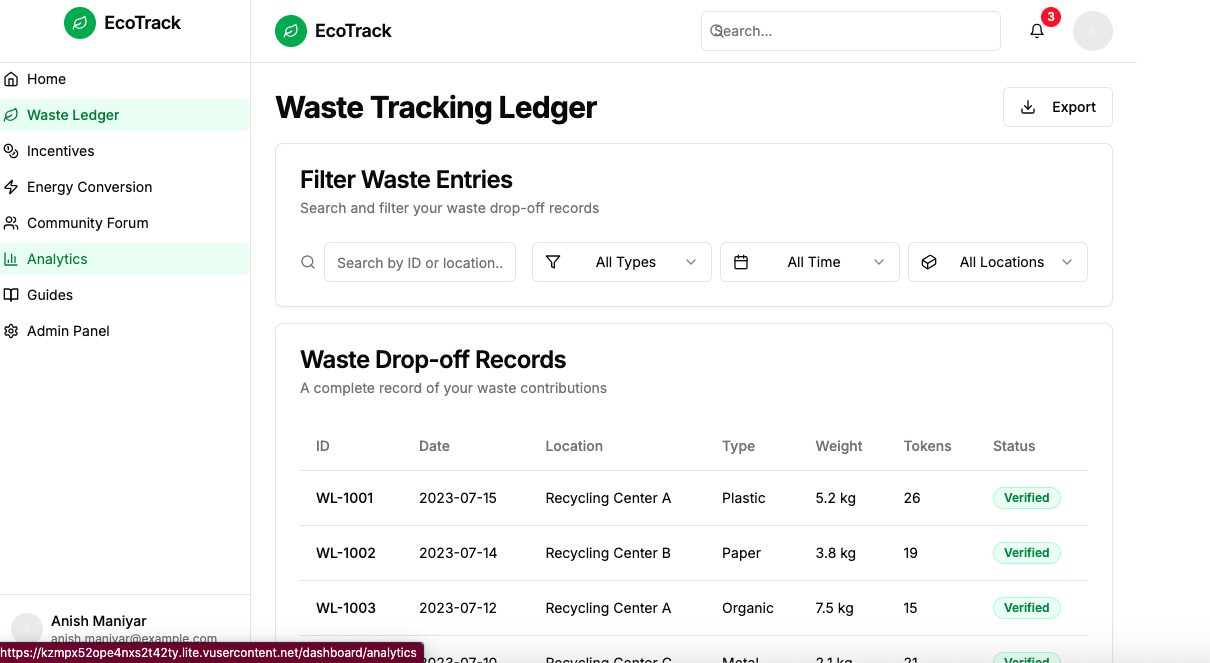 EcoTrack
Home
Waste Ledger
Incentives
Energy Conversion
Community Forum
Analytics
Guides
Admin Panel
Anish Maniyar
anish.maniyar@example.com
https://kzmpx52ope4nxs2t42ty.lite.vusercontent.net/dashboard/analytics
EcoTrack
Search...
3
Waste Tracking Ledger
Export
Filter Waste Entries
Search and filter your waste drop-off records
Search by ID or location..
All Types
All Time
All Locations
Waste Drop-off Records
A complete record of your waste contributions
ID Date Location Type Weight Tokens Status
WL-1001 2023-07-15 Recycling Center A Plastic 5.2 kg 26 Verified
WL-1002 2023-07-14 Recycling Center B Paper 3.8 kg 19 Verified
WL-1003 2023-07-12 Recycling Center A Organic 7.5 kg 15 Verified
2023-07-10 Recycling Center C Metal 2.1 kg 21 Verified